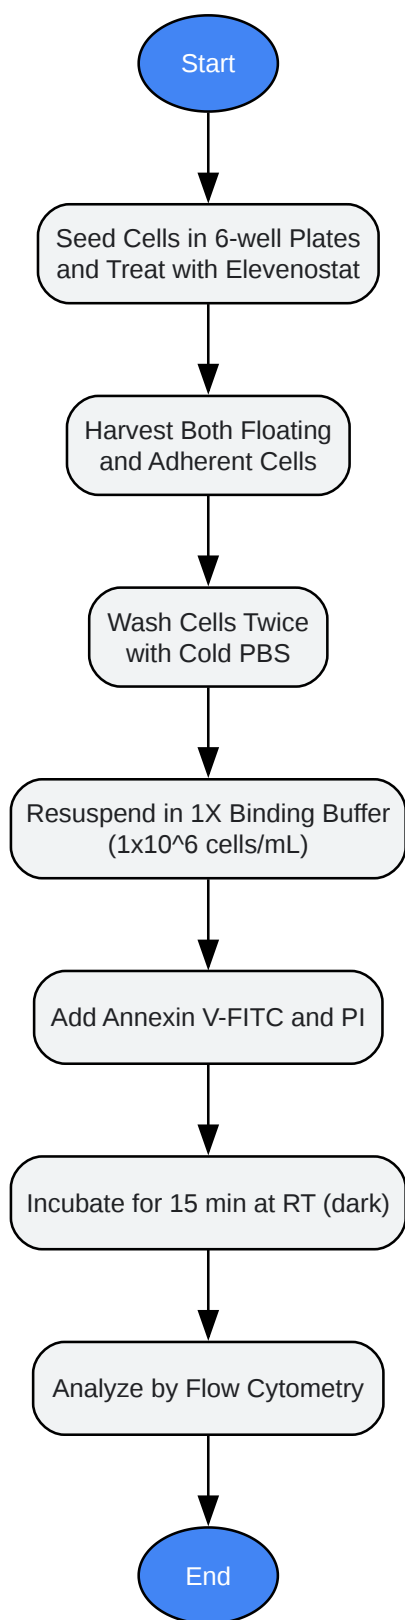 Start
Seed Cells in 6-well Plates
and Treat with Elevenostat
Harvest Both Floating
and Adherent Cells
Wash Cells Twice
with Cold PBS
Resuspend in 1X Binding Buffer
(1x10^6 cells/mL)
Add Annexin V-FITC and PI
Incubate for 15 min at RT (dark)
Analyze by Flow Cytometry
End